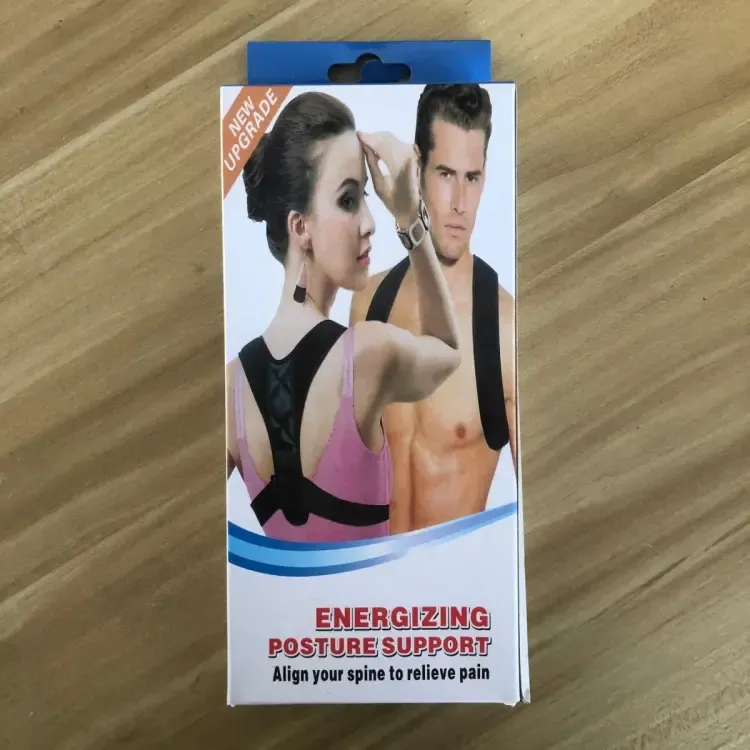 NEW
UPGRADE
ENERGIZING
POSTURE SUPPORT
Align your spine to relieve pain